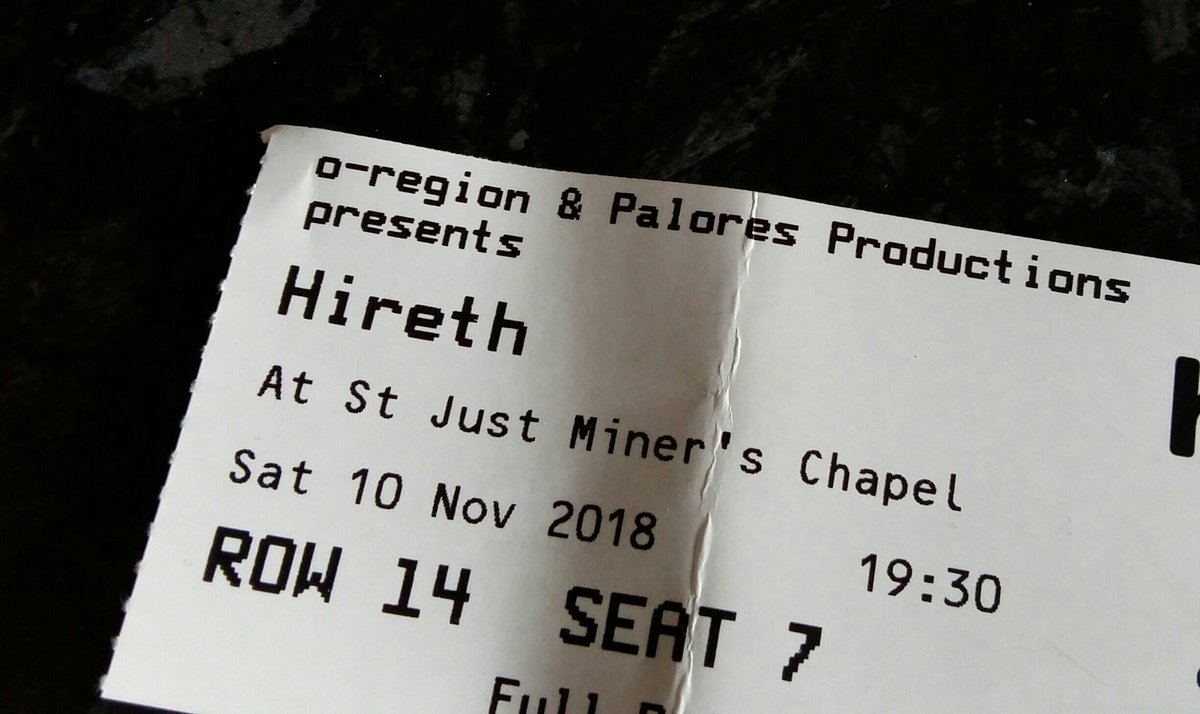 o-region & Palores Productions
presents
Hireth
At St Just Miner's Chapel
Sat 10 Nov 2018 19:30
ROW 14 SEAT 7
Full